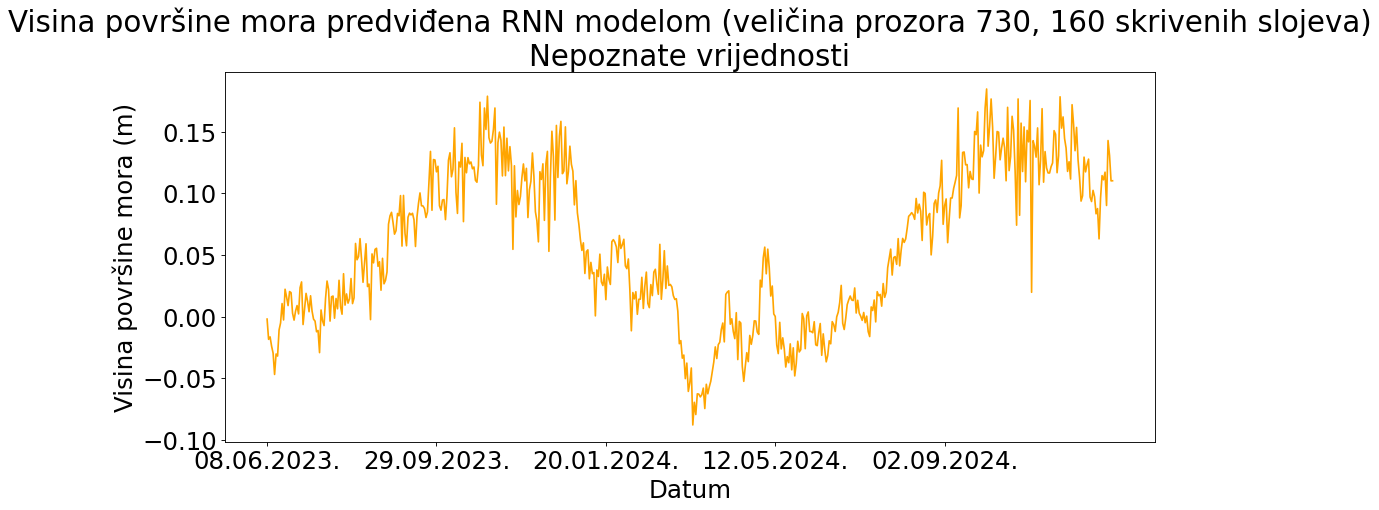 Visina površine mora predviđena RNN modelom (veličina prozora 730, 160 skrivenih slojeva)
Nepoznate vrijednosti
Visina površine mora (m)
0.15
0.10
0.05
0.00
−0.05
−0.10
08.06.2023. 29.09.2023. 20.01.2024. 12.05.2024. 02.09.2024.
Datum